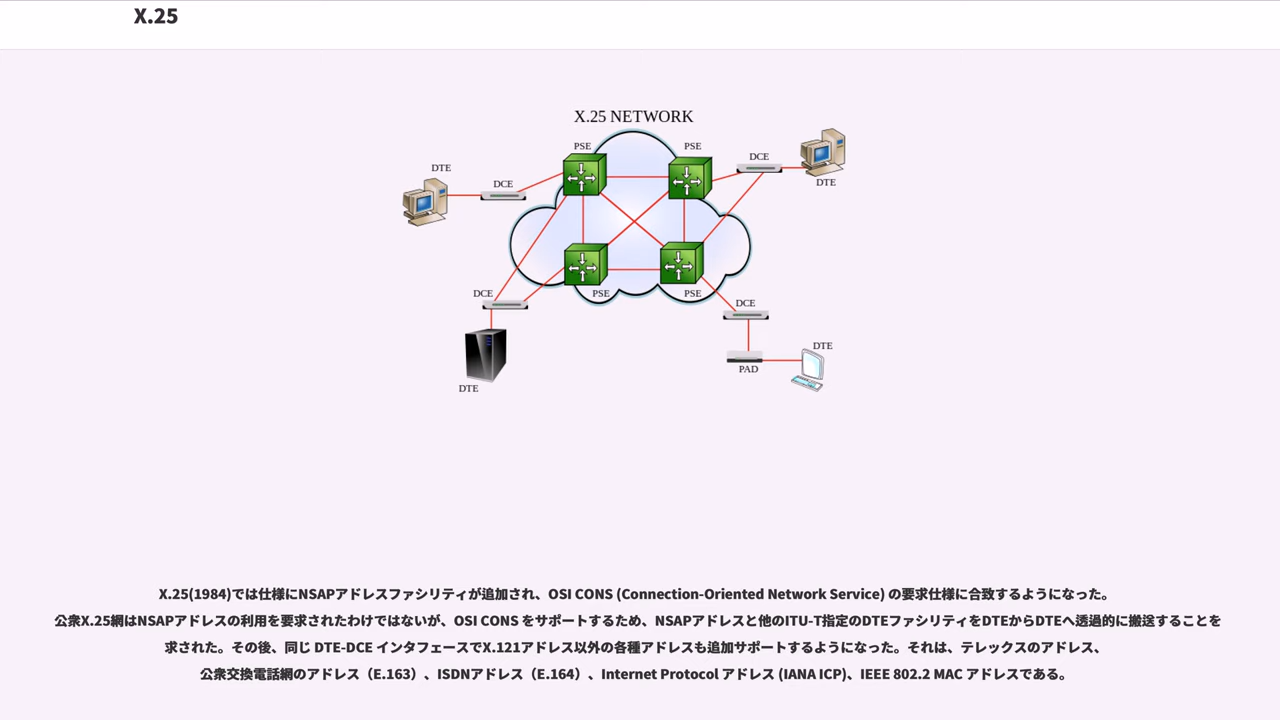 X.25
X.25 NETWORK
PSE
PSE
DCE
DTE
DTE
DCE
DCE
PSE
PSE
DCE
DTE
PAD
DTE
X.25(1984)では仕様にNSAPアドレスファシリティが追加され、OSI CONS (Connection-Oriented Network Service) の要求仕様に合致するようになった。
公衆X.25網はNSAPアドレスの利用を要求されたわけではないが、OSI CONS をサポートするため、NSAPアドレスと他のITU-T指定のDTEファシリティをDTEからDTEへ透過的に搬送することを
求された。その後、同じ DTE-DCE インタフェースでX.121アドレス以外の各種アドレスも追加サポートするようになった。それは、テレックスのアドレス、
公衆交換電話網のアドレス（E.163）、ISDNアドレス（E.164）、Internet Protocol アドレス (IANA ICP)、IEEE 802.2 MAC アドレスである。